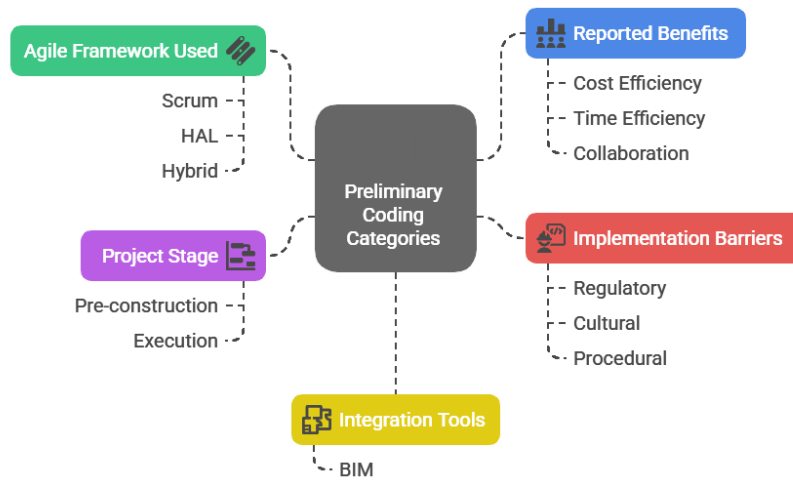 Agile Framework Used
Scrum
HAL
Hybrid
Project Stage
Pre-construction
Execution
Preliminary
Coding
Categories
Reported Benefits
Cost Efficiency
Time Efficiency
Collaboration
Implementation Barriers
Regulatory
Cultural
Procedural
Integration Tools
BIM